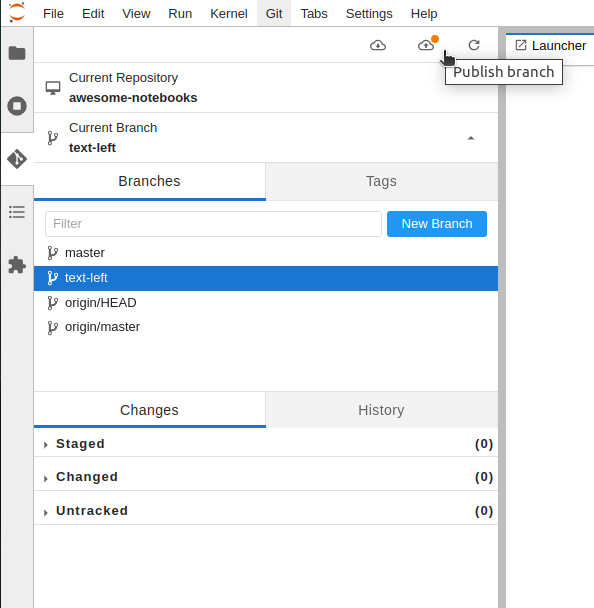 File Edit View Run Kernel Git Tabs Settings Help
Launcher
Publish branch
Current Repository
awesome-notebooks
Current Branch
text-left
Branches Tags
Filter New Branch
master
text-left
origin/HEAD
origin/master
Changes History
Staged (0)
Changed (0)
Untracked (0)